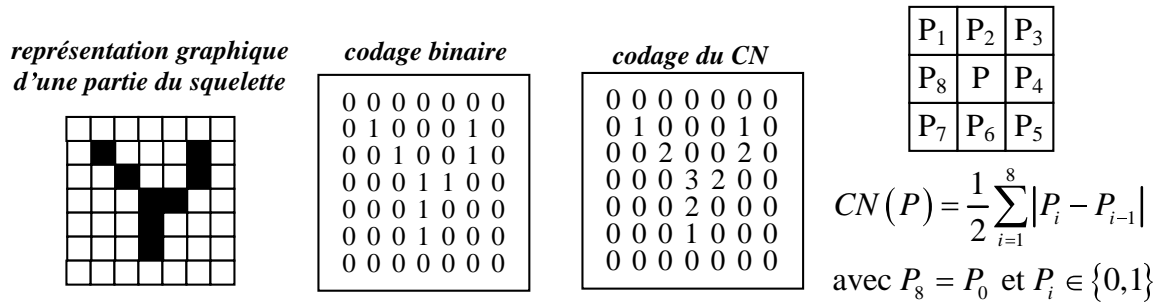 représentation graphique
d'une partie du squelette
codage binaire
0 0 0 0 0 0 0
0 1 0 0 0 1 0
0 0 1 0 0 1 0
0 0 0 1 1 0 0
0 0 0 1 0 0 0
0 0 0 1 0 0 0
0 0 0 0 0 0 0
codage du CN
0 0 0 0 0 0 0
0 1 0 0 0 1 0
0 0 2 0 0 2 0
0 0 0 3 2 0 0
0 0 0 2 0 0 0
0 0 0 1 0 0 0
0 0 0 0 0 0 0
P₁ P₂ P₃
P₈ P P₄
P₇ P₆ P₅
CN(P) = 1/2 ∑_{i=1}^{8} |P_i − P_{i−1}|
avec P₈ = P₀ et P_i ∈ {0,1}